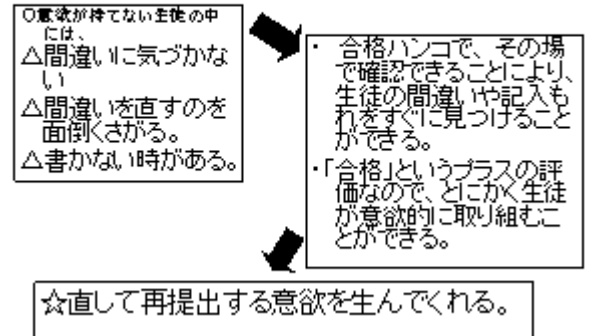 ○意欲が持てない生徒の中
には、
△間違いに気づかな
い
△間違いを直すのを
面倒くさがる。
△書かない時がある。
・ 合格ハンコで、その場
で確認できることにより、
生徒の間違いや記入も
れをすぐに見つけること
ができる。
・「合格」というプラスの評
価なので、とにかく生徒
が意欲的に取り組むこ
とができる。
☆直して再提出する意欲を生んでくれる。